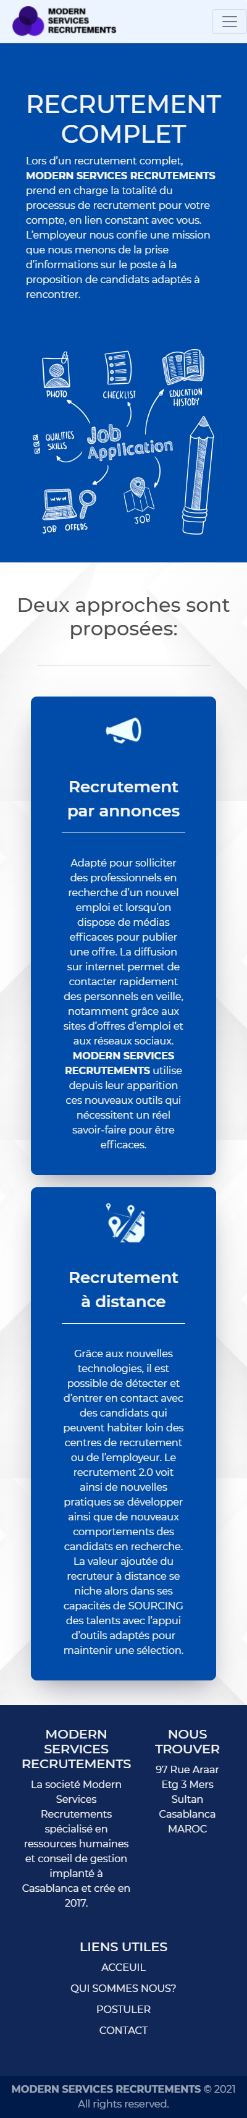 MODERN
SERVICES
RECRUTEMENTS
RECRUTEMENT
COMPLET
Lors d'un recrutement complet,
MODERN SERVICES RECRUTEMENTS
prend en charge la totalité du
processus de recrutement pour votre
compte, en lien constant avec vous.
L'employeur nous confie une mission
que nous menons de la prise
d'informations sur le poste à la
proposition de candidats adaptés à
rencontrer.
PHOTO
CHECKLIST
EDUCATION
HISTORY
QUALITIES
SKILLS
Job
Application
WWW
JOB OFFERS
JOB
Deux approches sont
proposées:
Recrutement
par annonces
Adapté pour solliciter
des professionnels en
recherche d'un nouvel
emploi et lorsqu'on
dispose de médias
efficaces pour publier
une offre. La diffusion
sur internet permet de
contacter rapidement
des personnels en veille,
notamment grâce aux
sites d'offres d'emploi et
aux réseaux sociaux.
MODERN SERVICES
RECRUTEMENTS utilise
depuis leur apparition
ces nouveaux outils qui
nécessitent un réel
savoir-faire pour être
efficaces.
Recrutement
à distance
Grâce aux nouvelles
technologies, il est
possible de détecter et
d'entrer en contact avec
des candidats qui
peuvent habiter loin des
centres de recrutement
ou de l'employeur. Le
recrutement 2.0 voit
ainsi de nouvelles
pratiques se développer
ainsi que de nouveaux
comportements des
candidats en recherche.
La valeur ajoutée du
recruteur à distance se
niche alors dans ses
capacités de SOURCING
des talents avec l'appui
d'outils adaptés pour
maintenir une sélection.
MODERN
SERVICES
RECRUTEMENTS
La societé Modern
Services
Recrutements
spécialisé en
ressources humaines
et conseil de gestion
implanté à
Casablanca et crée en
2017.
NOUS
TROUVER
97 Rue Araar
Etg 3 Mers
Sultan
Casablanca
MAROC
LIENS UTILES
ACCEUIL
QUI SOMMES NOUS?
POSTULER
CONTACT
MODERN SERVICES RECRUTEMENTS © 2021
All rights reserved.